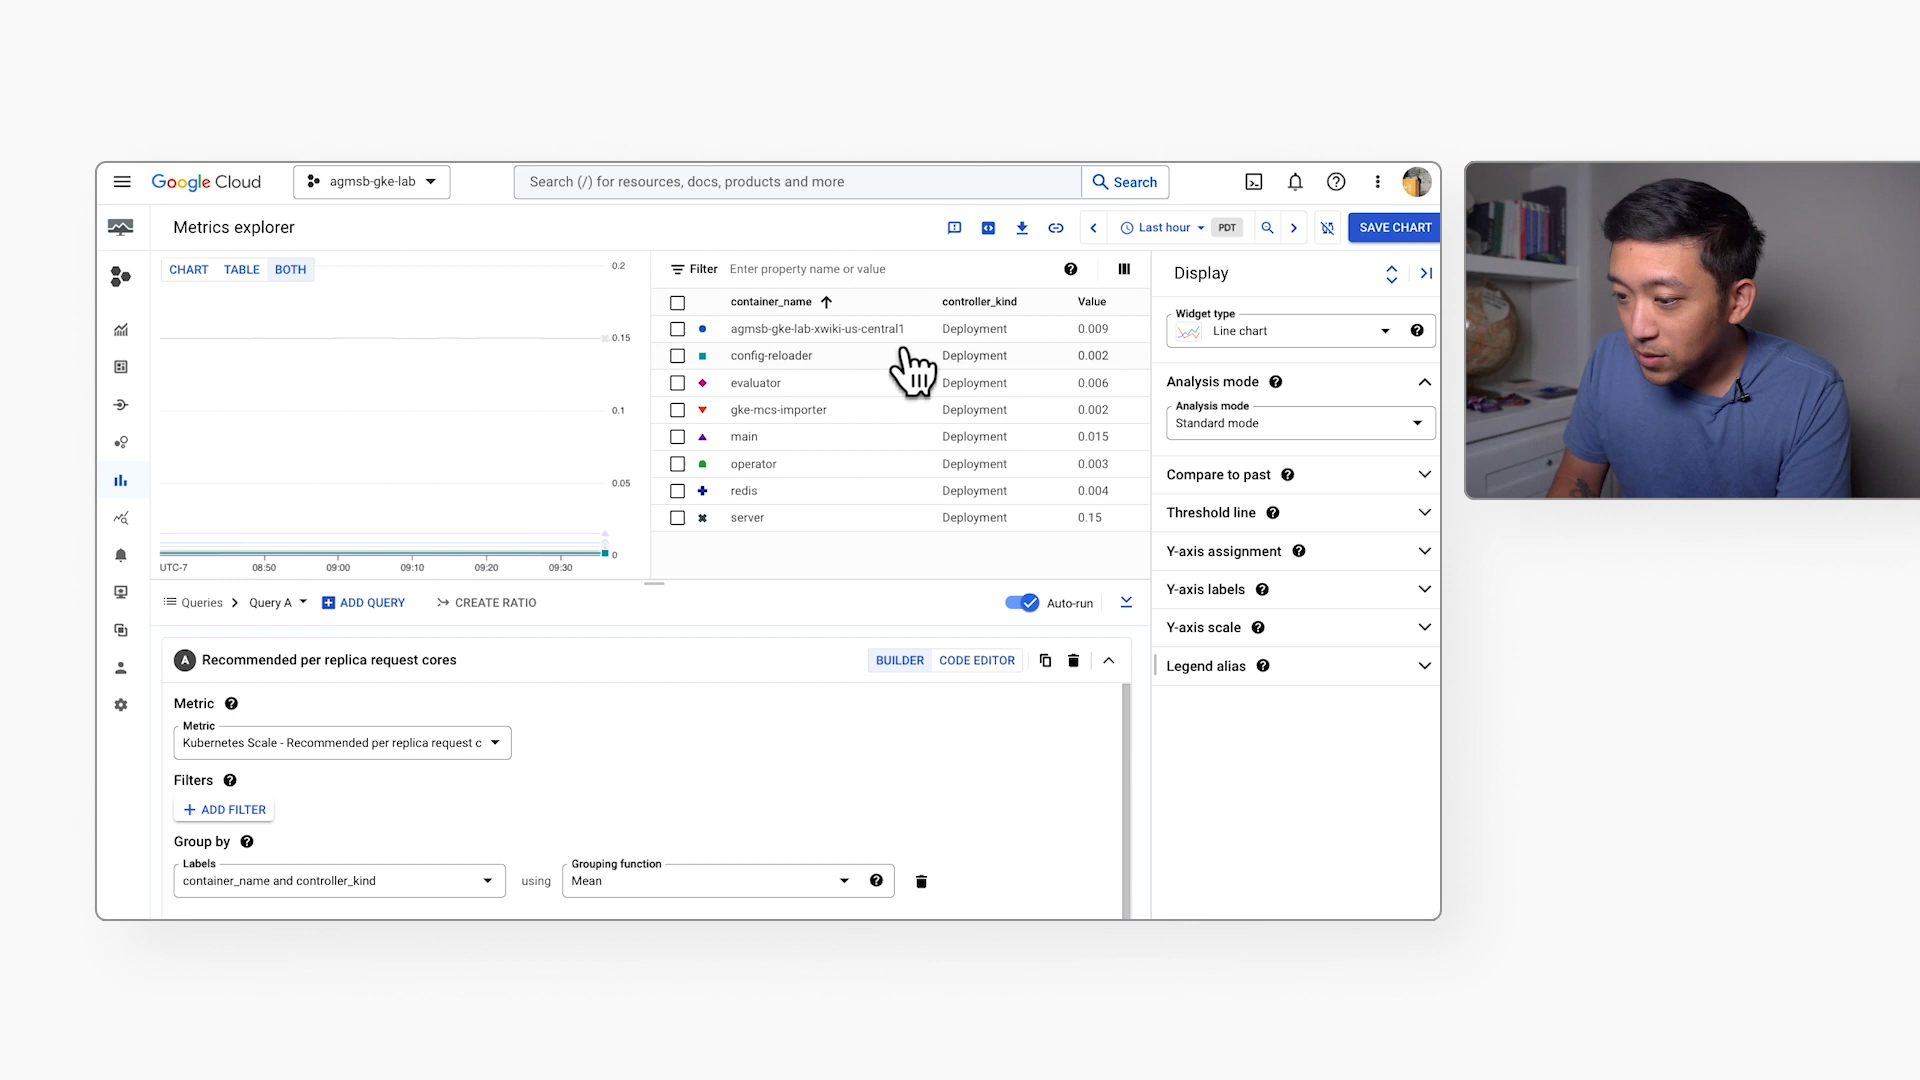 Google Cloud
agmsb-gke-lab
Search (/) for resources, docs, products and more
Search
Metrics explorer
Last hour
PDT
SAVE CHART
CHART
TABLE
BOTH
0.2
0.15
0.1
0.05
0
UTC-7
08:50
09:00
09:10
09:20
09:30
Filter
Enter property name or value
container_name
controller_kind
Value
agmsb-gke-lab-xwiki-us-central1 Deployment 0.009
config-reloader Deployment 0.002
evaluator Deployment 0.006
gke-mcs-importer Deployment 0.002
main Deployment 0.015
operator Deployment 0.003
redis Deployment 0.004
server Deployment 0.15
Display
Widget type
Line chart
Analysis mode
Analysis mode
Standard mode
Compare to past
Threshold line
Y-axis assignment
Y-axis labels
Y-axis scale
Legend alias
Queries
Query A
ADD QUERY
CREATE RATIO
Auto-run
A
Recommended per replica request cores
BUILDER
CODE EDITOR
Metric
Metric
Kubernetes Scale - Recommended per replica request c
Filters
ADD FILTER
Group by
Labels
container_name and controller_kind
using
Grouping function
Mean